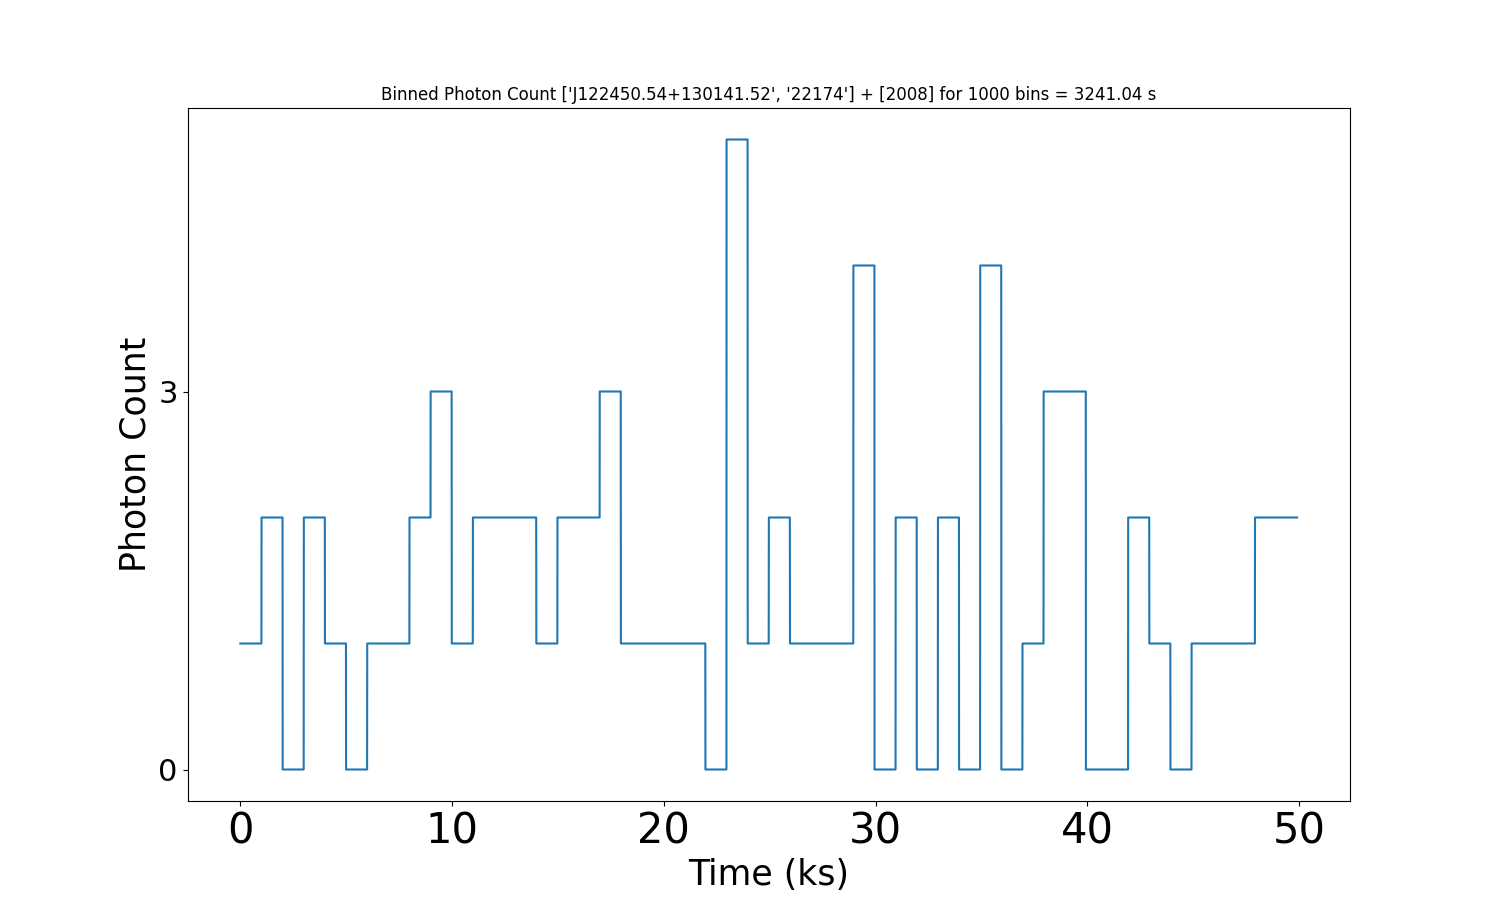 Binned Photon Count ['J122450.54+130141.52', '22174'] + [2008] for 1000 bins = 3241.04 s
Photon Count
3
0
0 10 20 30 40 50
Time (ks)